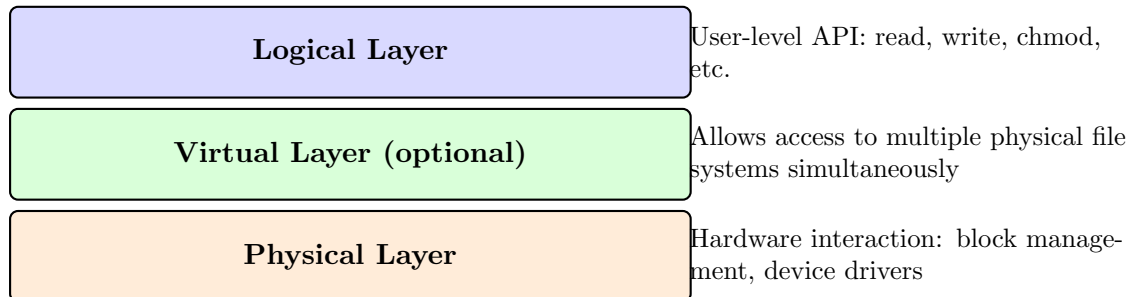 Logical Layer
User-level API: read, write, chmod,
etc.
Virtual Layer (optional)
Allows access to multiple physical file
systems simultaneously
Physical Layer
Hardware interaction: block manage-
ment, device drivers